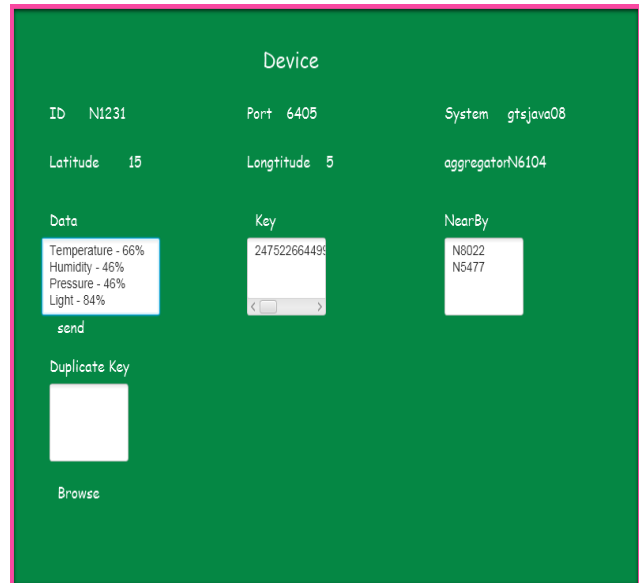 Device
ID N1231 Port 6405 System gtsjava08
Latitude 15 Longtitude 5 aggregatorN6104
Data Key NearBy
Temperature - 66% 247522664499 N8022
Humidity - 46% N5477
Pressure - 46%
Light - 84%
send
Duplicate Key
Browse